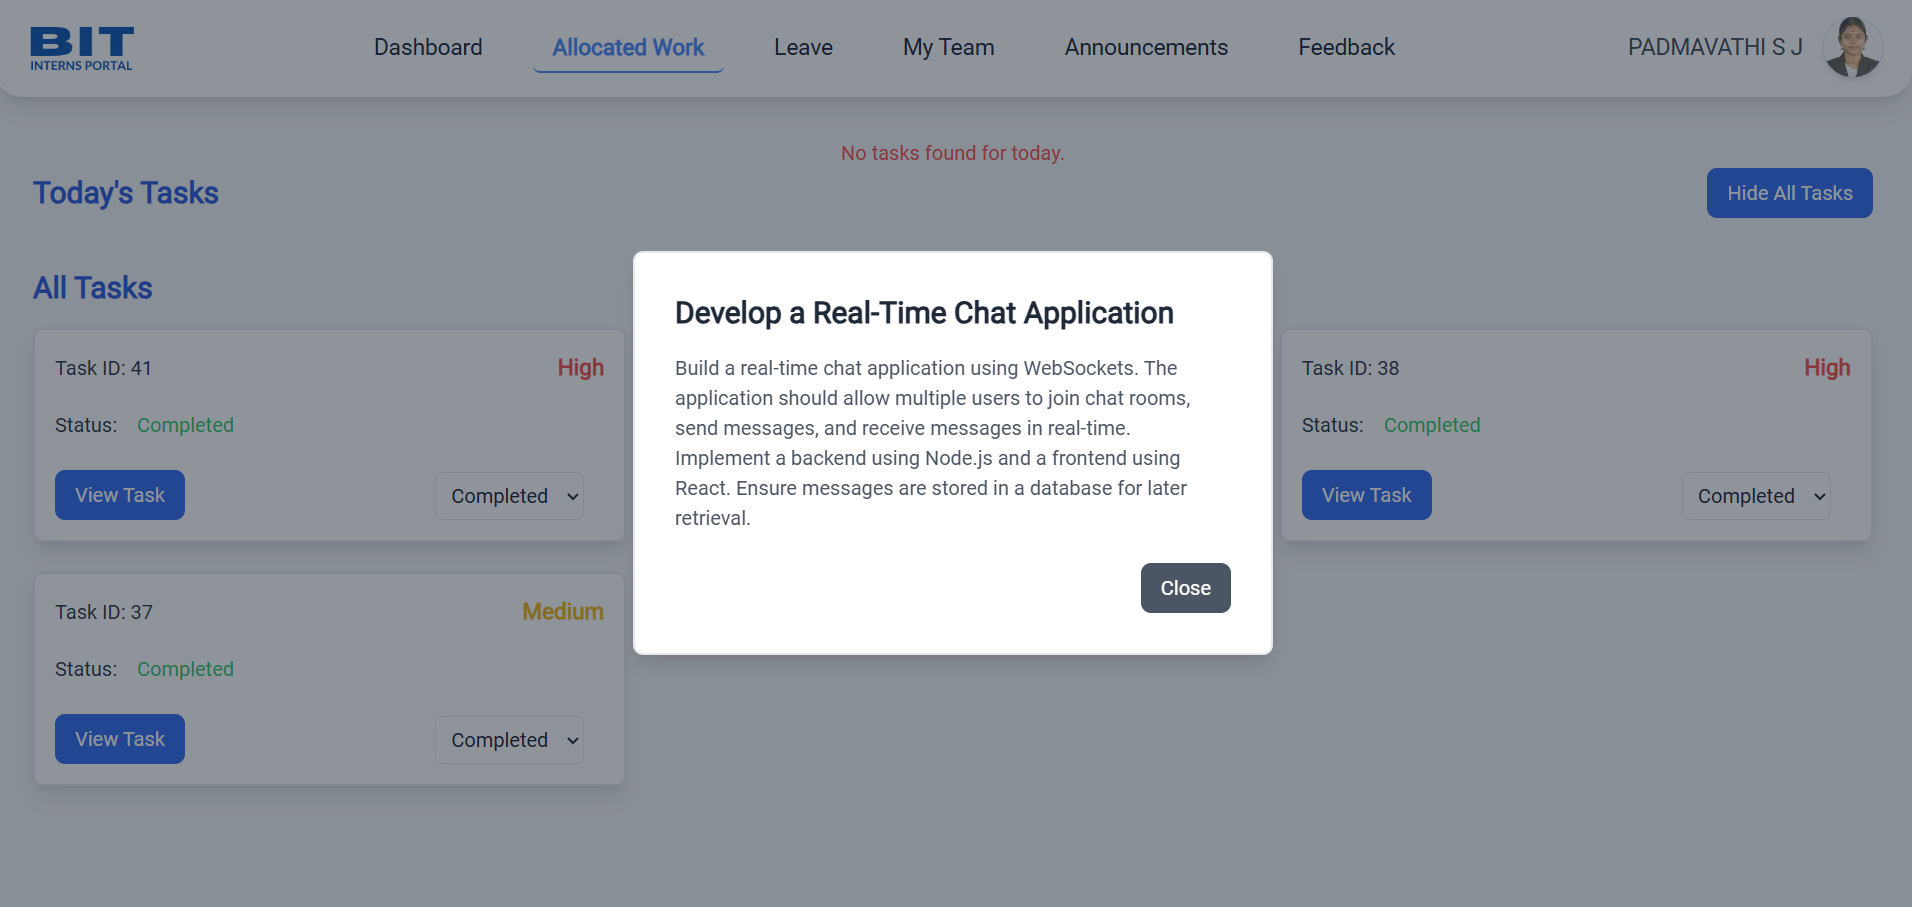 BIT
INTERNS PORTAL
Dashboard
Allocated Work
Leave
My Team
Announcements
Feedback
PADMAVATHI S J
No tasks found for today.
Today's Tasks
Hide All Tasks
All Tasks
Task ID: 41
High
Status: Completed
View Task
Completed
Develop a Real-Time Chat Application
Build a real-time chat application using WebSockets. The
application should allow multiple users to join chat rooms,
send messages, and receive messages in real-time.
Implement a backend using Node.js and a frontend using
React. Ensure messages are stored in a database for later
retrieval.
Close
Task ID: 38
High
Status: Completed
View Task
Completed
Task ID: 37
Medium
Status: Completed
View Task
Completed